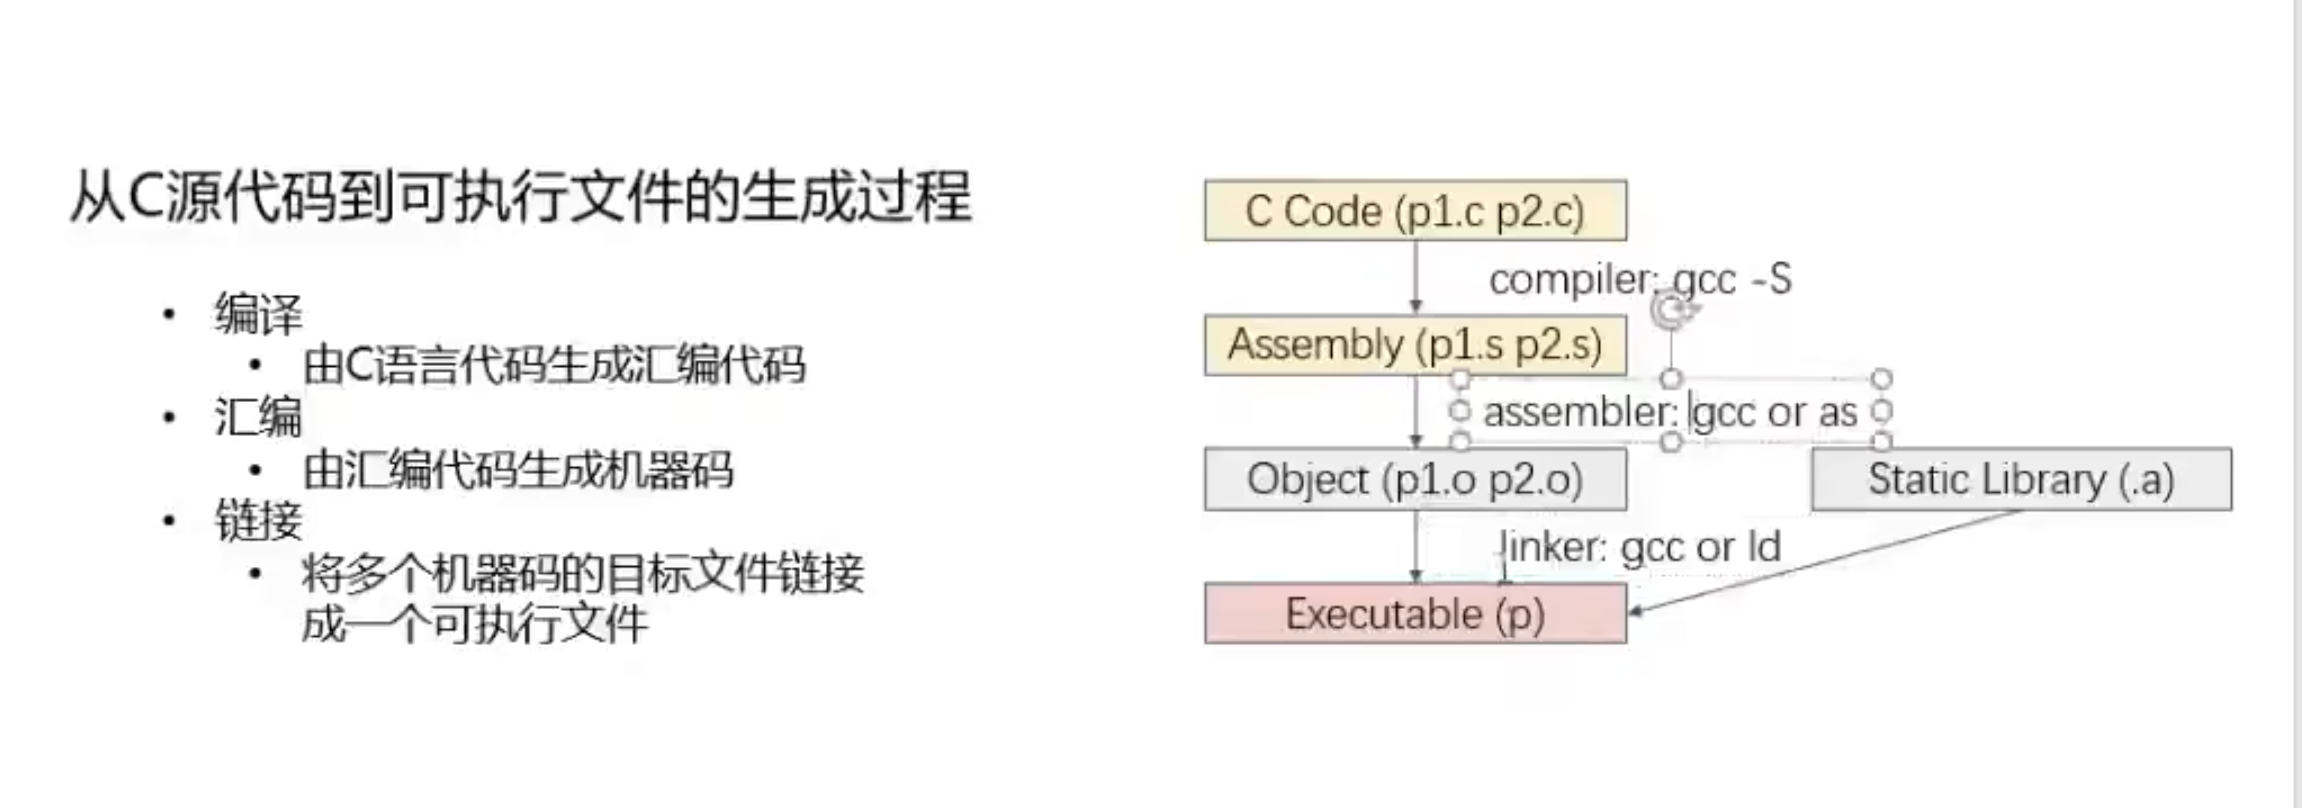 从C源代码到可执行文件的生成过程
• 编译
• 由C语言代码生成汇编代码
• 汇编
• 由汇编代码生成机器码
• 链接
• 将多个机器码的目标文件链接
成一个可执行文件
C Code (p1.c p2.c)
compiler: gcc -S
Assembly (p1.s p2.s)
assembler: gcc or as
Object (p1.o p2.o)
Static Library (.a)
linker: gcc or ld
Executable (p)